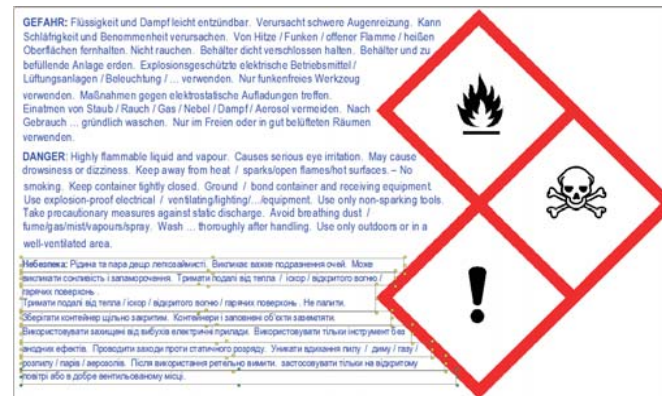 GEFAHR: Flüssigkeit und Dampf leicht entzündbar. Verursacht schwere Augenreizung. Kann
Schläfrigkeit und Benommenheit verursachen. Von Hitze / Funken / offener Flamme / heißen
Oberflächen fernhalten. Nicht rauchen. Behälter dicht verschlossen halten. Behälter und zu
befüllende Anlage erden. Explosionsgeschützte elektrische Betriebsmittel /
Lüftungsanlagen / Beleuchtung / ... verwenden. Nur funkenfreies Werkzeug
verwenden. Maßnahmen gegen elektrostatische Aufladungen treffen.
Einatmen von Staub / Rauch / Gas / Nebel / Dampf / Aerosol vermeiden. Nach
Gebrauch ... gründlich waschen. Nur im Freien oder in gut belüfteten Räumen
verwenden.
DANGER: Highly flammable liquid and vapour. Causes serious eye irritation. May cause
drowsiness or dizziness. Keep away from heat / sparks/open flames/hot surfaces. – No
smoking. Keep container tightly closed. Ground / bond container and receiving equipment.
Use explosion-proof electrical / ventilating/lighting/.../equipment. Use only non-sparking tools.
Take precautionary measures against static discharge. Avoid breathing dust /
fume/gas/mist/vapours/spray. Wash ... thoroughly after handling. Use only outdoors or in a
well-ventilated area.
Небезпека: Рідина та пара дещо легкозаймисті. Викликає важке подразнення очей. Може
викликати сонливість і запаморочення. Тримати подалі від тепла / іскор / відкритого вогню /
гарячих поверхонь .
Тримати подалі від тепла / іскор / відкритого вогню / гарячих поверхонь . Не палити.
Зберігати контейнер щільно закритим. Контейнери і заповнені об'єкти заземляти.
Використовувати захищені від вибухів електричні прилади. Використовувати тільки інструмент без
анодних ефектів. Проводити заходи проти статичного розряду. Уникати вдихання пилу / диму / газу /
розпилу / парів / аерозолів. Після використання ретельно вимити. застосовувати тільки на відкритому
повітрі або в добре вентильованому місці.